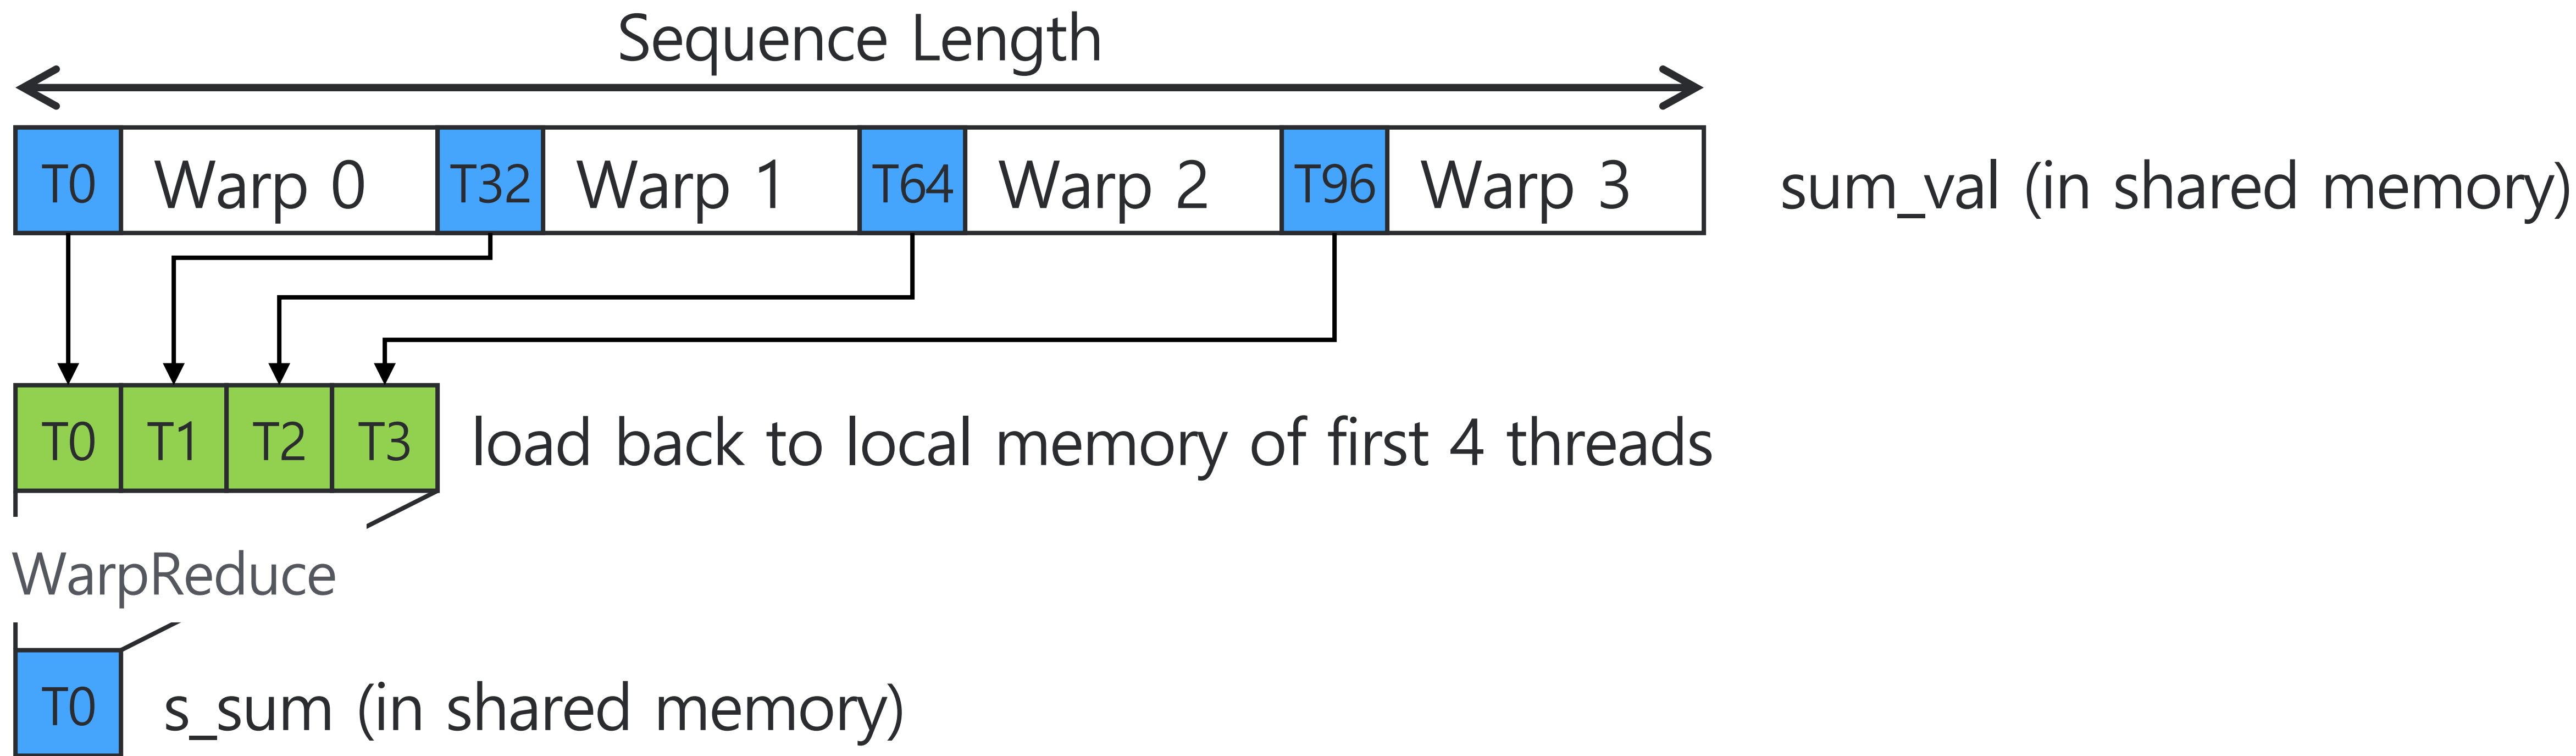 Sequence Length
T0 Warp 0 T32 Warp 1 T64 Warp 2 T96 Warp 3 sum_val (in shared memory)
T0 T1 T2 T3 load back to local memory of first 4 threads
WarpReduce
T0 s_sum (in shared memory)